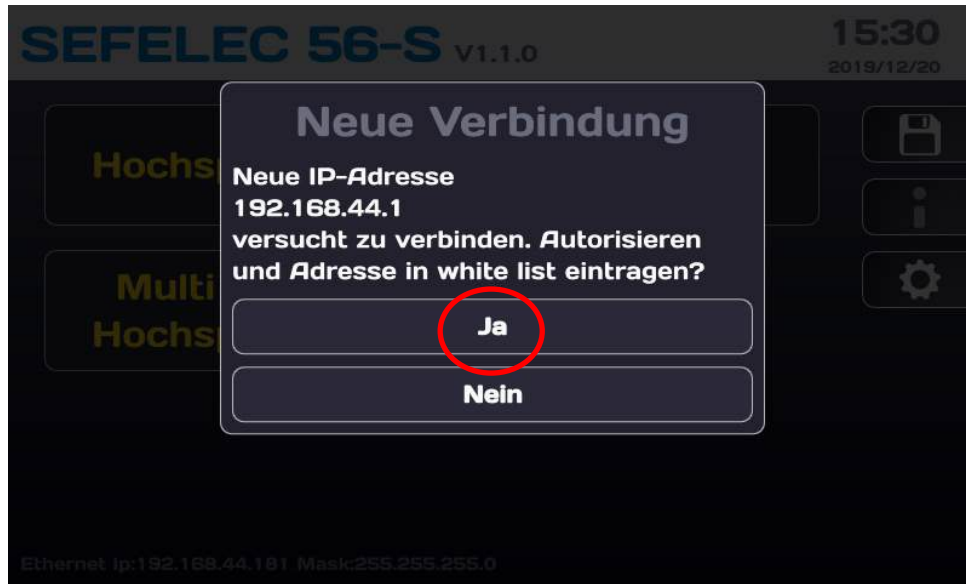 SEFELEC 56-S V1.1.0
15:30
2019/12/20
Neue Verbindung
Neue IP-Adresse
192.168.44.1
versucht zu verbinden. Autorisieren
und Adresse in white list eintragen?
Ja
Nein
Hochs
Multi
Hochs
Ethernet Ip:192.168.44.181 Mask:255.255.255.0